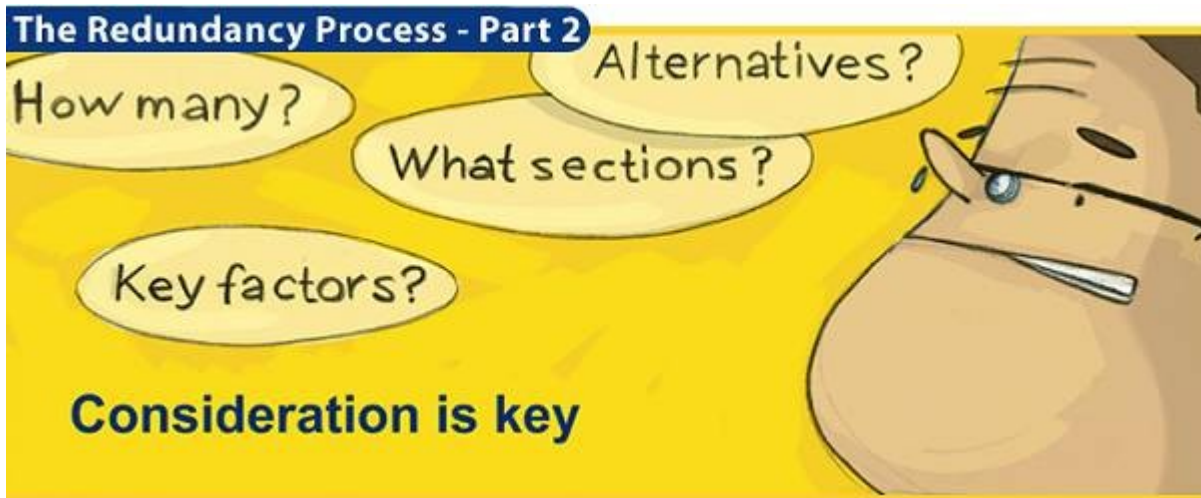 The Redundancy Process - Part 2
Alternatives?
How many?
What sections?
Key factors?
Consideration is key